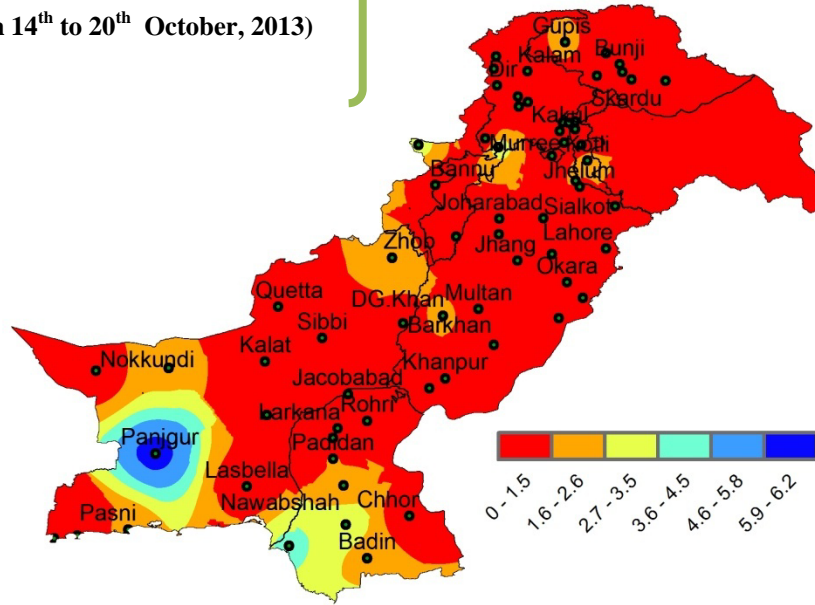 n 14th to 20th October, 2013)
Gupis
Bunji
Kalam
Dir
Skardu
Kakul
Murree Kotli
Bannu
Jhelum
Joharabad Sialkot
Zhob
Jhang
Lahore
Okara
Quetta
DG.Khan Multan
Sibbi
Barkhan
Nokkundi
Kalat
Khanpur
Jacobabad
Larkana
Rohri
Panjgur
Padidan
Lasbella
Nawabshah
Chhor
Pasni
Badin
0 - 1.5
1.6 - 2.6
2.7 - 3.5
3.6 - 4.5
4.6 - 5.8
5.9 - 6.2